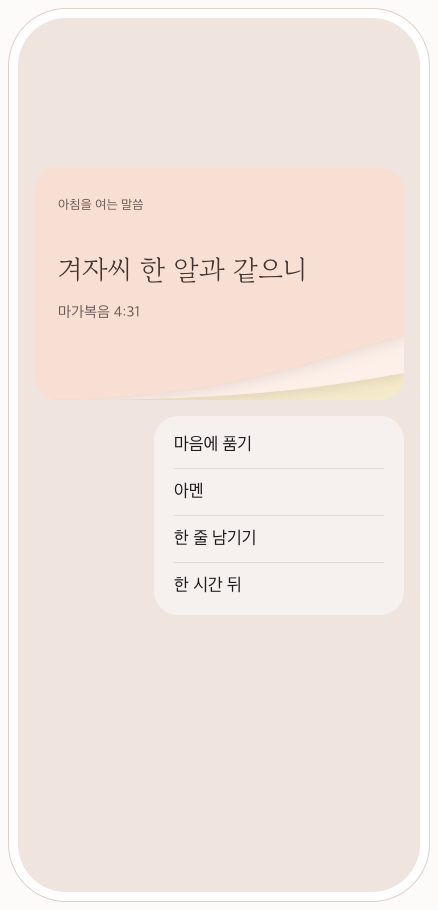 아침을 여는 말씀
겨자씨 한 알과 같으니
마가복음 4:31
마음에 품기
아멘
한 줄 남기기
한 시간 뒤